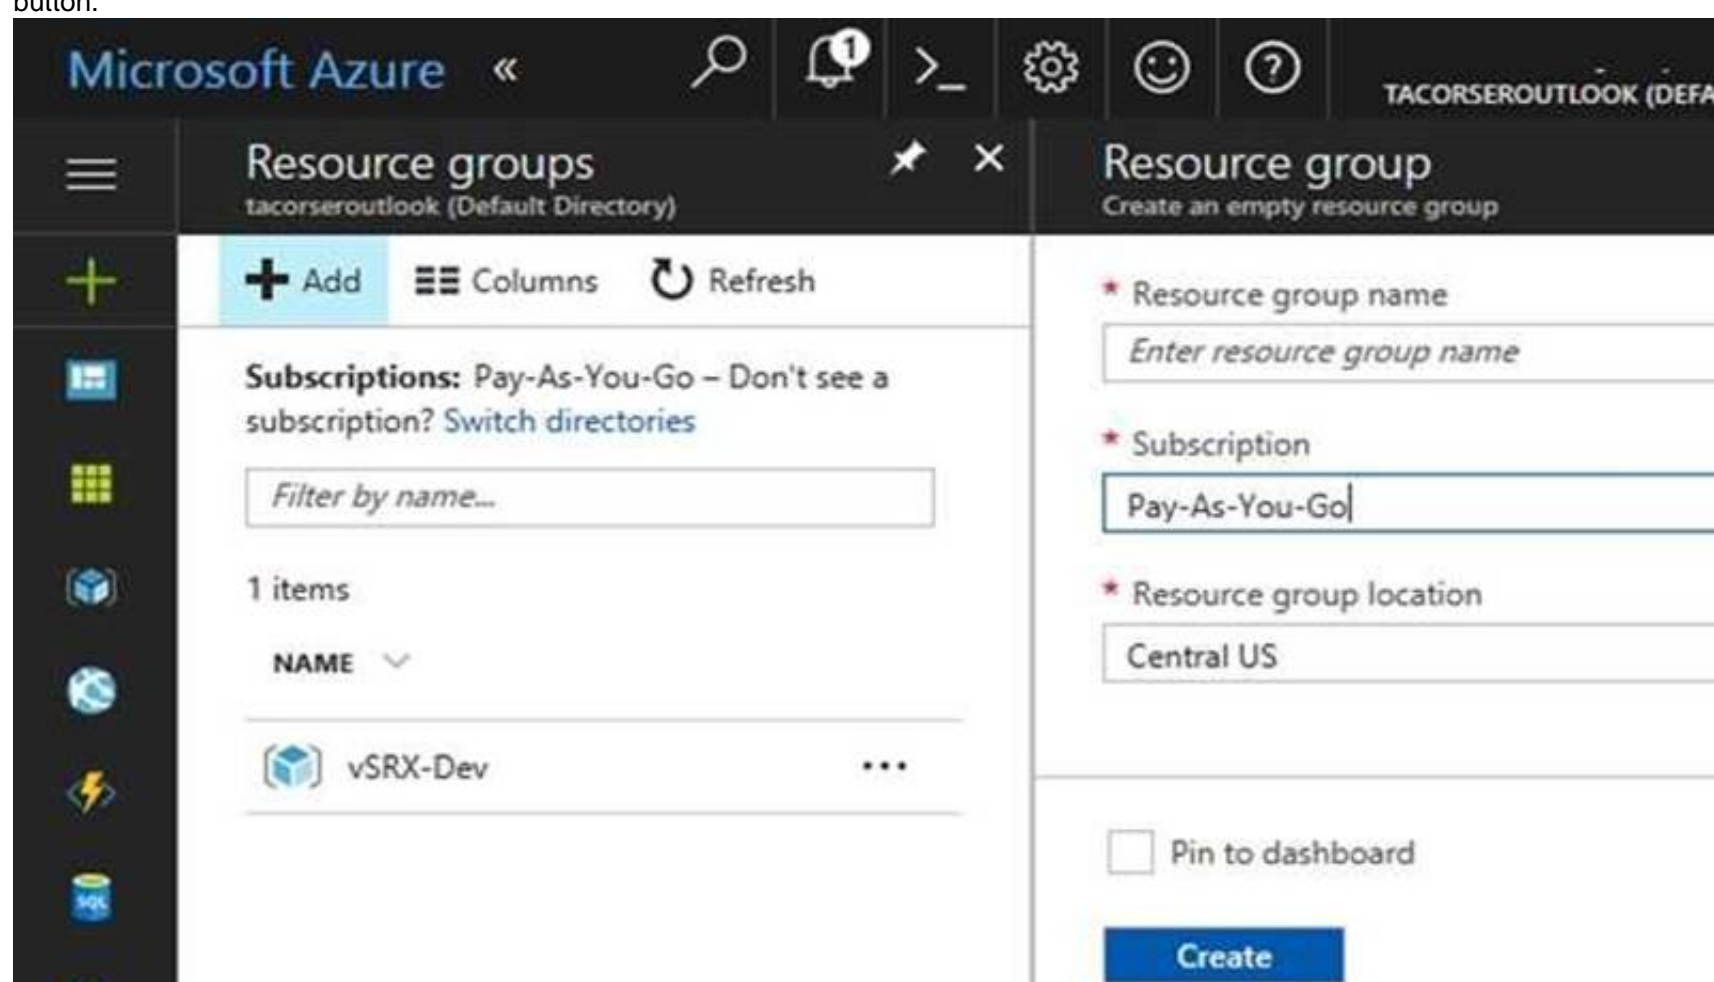 button.
Microsoft Azure «
1
>_
?
TACORSEROUTLOOK (DEFA
Resource groups
tacorseroutlook (Default Directory)
Add
Columns
Refresh
Subscriptions: Pay-As-You-Go – Don't see a
subscription? Switch directories
Filter by name...
1 items
NAME
vSRX-Dev
...
SQL
Resource group
Create an empty resource group
* Resource group name
Enter resource group name
* Subscription
Pay-As-You-Go
* Resource group location
Central US
Pin to dashboard
Create